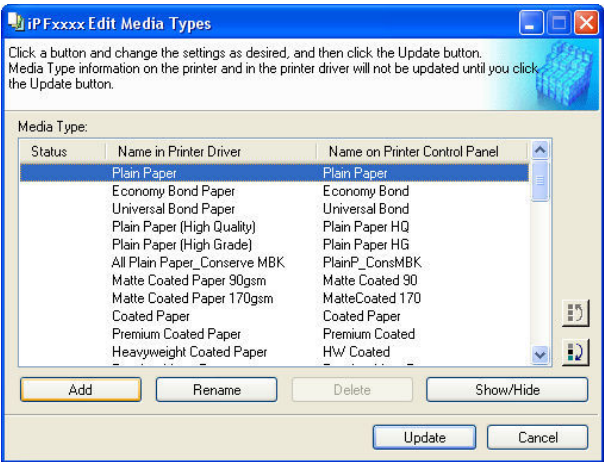 iPFxxxx Edit Media Types
Click a button and change the settings as desired, and then click the Update button.
Media Type information on the printer and in the printer driver will not be updated until you click
the Update button.
Media Type:
Status Name in Printer Driver Name on Printer Control Panel
Plain Paper Plain Paper
Economy Bond Paper Economy Bond
Universal Bond Paper Universal Bond
Plain Paper (High Quality) Plain Paper HQ
Plain Paper (High Grade) Plain Paper HG
All Plain Paper_Conserve MBK PlainP_ConsMBK
Matte Coated Paper 90gsm Matte Coated 90
Matte Coated Paper 170gsm MatteCoated 170
Coated Paper Coated Paper
Premium Coated Paper Premium Coated
Heavyweight Coated Paper HW Coated
Add Rename Delete Show/Hide
Update Cancel